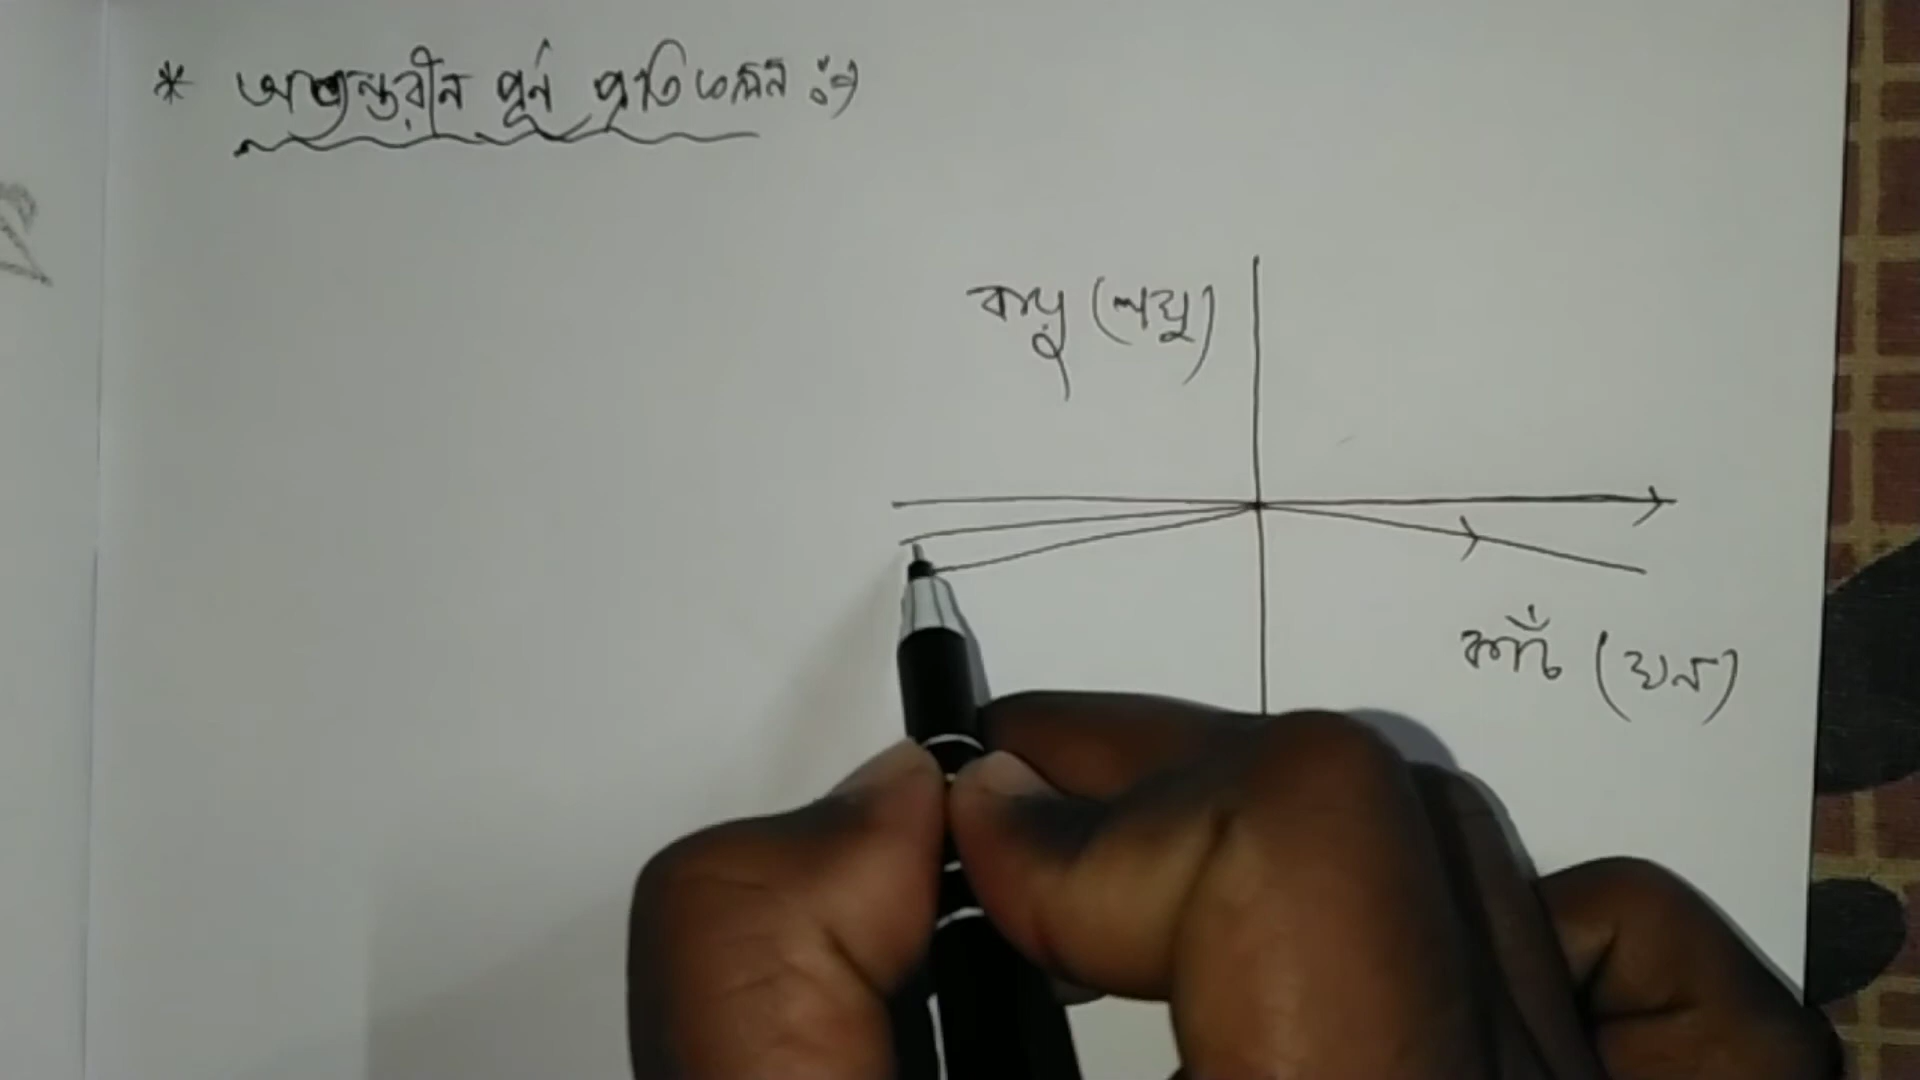 * অভ্যন্তরীন পূর্ন প্রতিফলন ঃ
বায়ু (লঘু)
কাঁচ (ঘন)